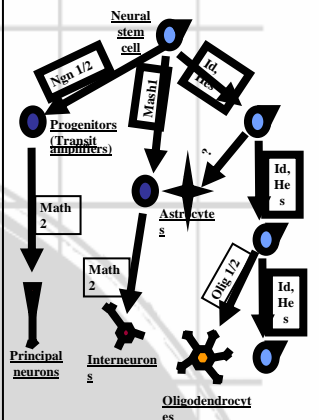 Neural
stem
cell
Ngn 1/2
Mash1
Id,
Hes
Progenitors
(Transit
amplifiers)
?
Id,
He
s
Math
2
Astrocyte
s
Math
2
Olig 1/2
Id,
He
s
Principal
neurons
Interneuron
s
Oligodendrocyt
es